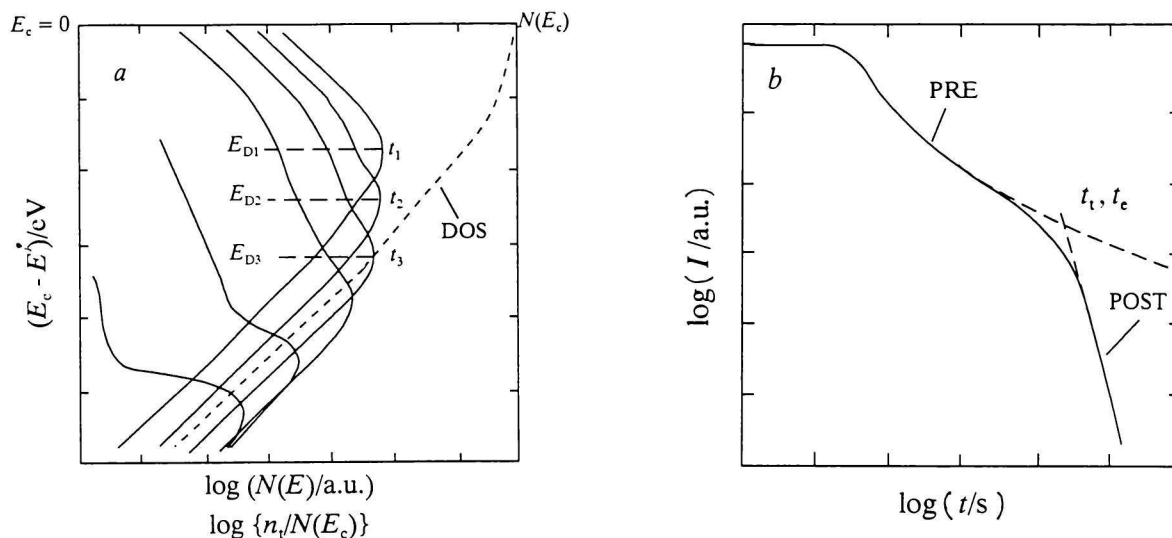 E_c = 0
N(E_c)
a
E_D1
t_1
E_D2
t_2
DOS
E_D3
t_3
(E_c - E)/eV
log (N(E)/a.u.)
log {n_t/N(E_c)}
b
PRE
t_t, t_e
POST
log(I/a.u.)
log(t/s)